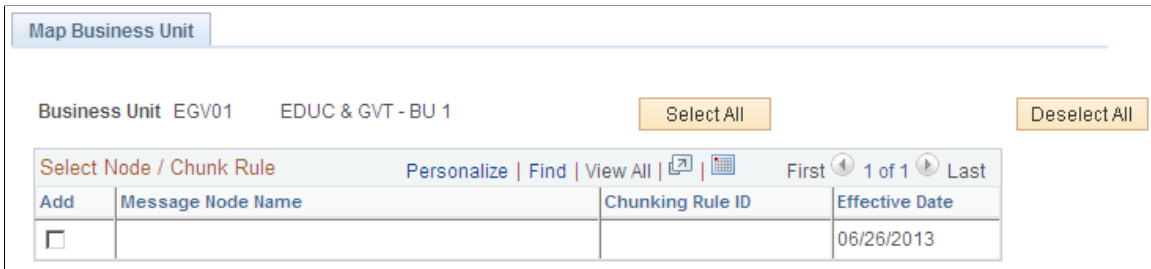 Map Business Unit
Business Unit EGV01 EDUC & GVT - BU 1 Select All Deselect All
Select Node / Chunk Rule Personalize | Find | View All | | First 1 of 1 Last
Add Message Node Name Chunking Rule ID Effective Date
06/26/2013